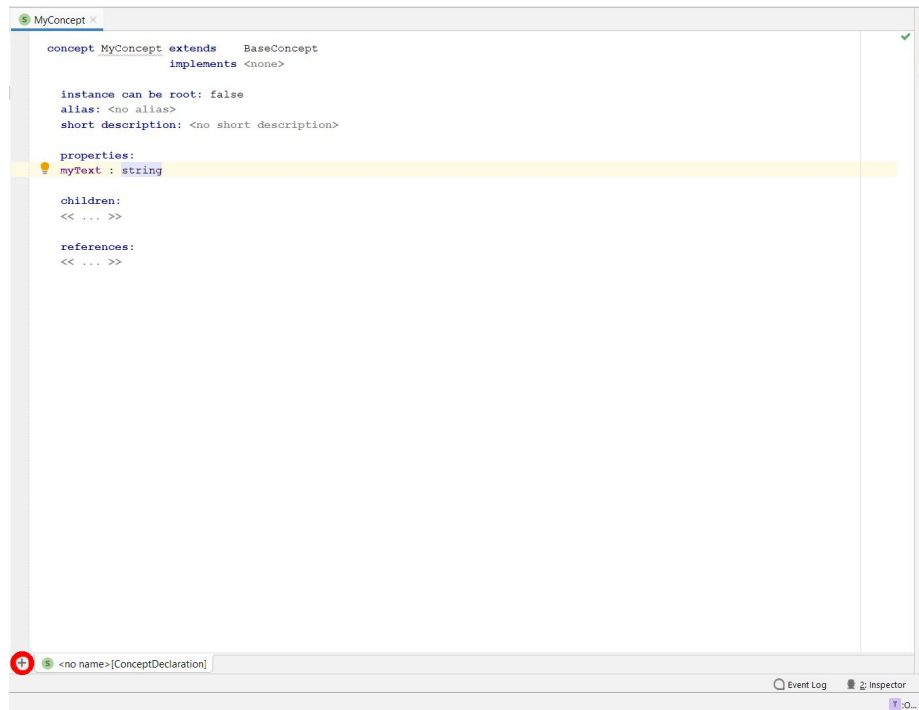 S MyConcept ×
concept MyConcept extends BaseConcept
implements <none>
instance can be root: false
alias: <no alias>
short description: <no short description>
properties:
myText : string
children:
<< ... >>
references:
<< ... >>
+ S <no name>[ConceptDeclaration]
Event Log 2: Inspector
T :O...